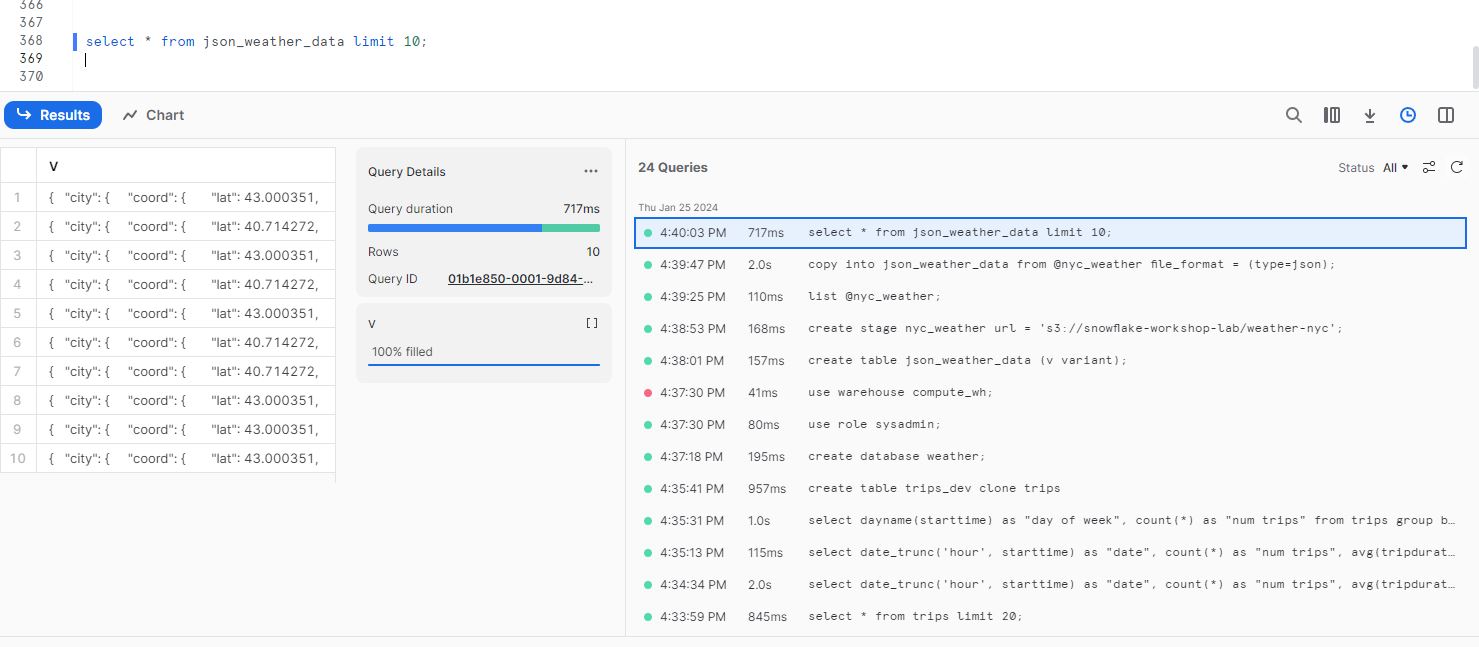 366
367
368 select * from json_weather_data limit 10;
369
370
Results Chart
V
1 { "city": { "coord": { "lat": 43.000351,
2 { "city": { "coord": { "lat": 40.714272,
3 { "city": { "coord": { "lat": 43.000351,
4 { "city": { "coord": { "lat": 40.714272,
5 { "city": { "coord": { "lat": 43.000351,
6 { "city": { "coord": { "lat": 40.714272,
7 { "city": { "coord": { "lat": 40.714272,
8 { "city": { "coord": { "lat": 43.000351,
9 { "city": { "coord": { "lat": 43.000351,
10 { "city": { "coord": { "lat": 43.000351,
Query Details ...
Query duration 717ms
Rows 10
Query ID 01b1e850-0001-9d84-...
V
100% filled
24 Queries Status All
Thu Jan 25 2024
4:40:03 PM 717ms select * from json_weather_data limit 10;
4:39:47 PM 2.0s copy into json_weather_data from @nyc_weather file_format = (type=json);
4:39:25 PM 110ms list @nyc_weather;
4:38:53 PM 168ms create stage nyc_weather url = 's3://snowflake-workshop-lab/weather-nyc';
4:38:01 PM 157ms create table json_weather_data (v variant);
4:37:30 PM 41ms use warehouse compute_wh;
4:37:30 PM 80ms use role sysadmin;
4:37:18 PM 195ms create database weather;
4:35:41 PM 957ms create table trips_dev clone trips
4:35:31 PM 1.0s select dayname(starttime) as "day of week", count(*) as "num trips" from trips group b...
4:35:13 PM 115ms select date_trunc('hour', starttime) as "date", count(*) as "num trips", avg(tripdurat...
4:34:34 PM 2.0s select date_trunc('hour', starttime) as "date", count(*) as "num trips", avg(tripdurat...
4:33:59 PM 845ms select * from trips limit 20;